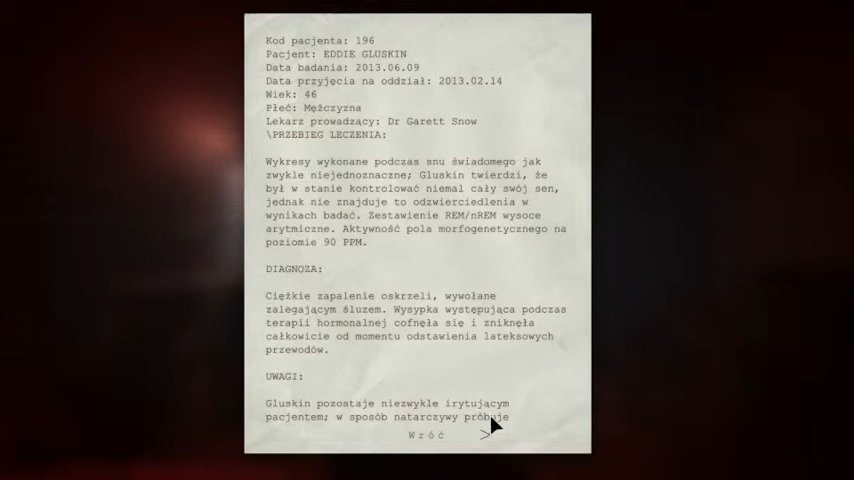 Kod pacjenta: 196
Pacjent: EDDIE GLUSKIN
Data badania: 2013.06.09
Data przyjęcia na oddział: 2013.02.14
Wiek: 46
Płeć: Mężczyzna
Lekarz prowadzący: Dr Garett Snow
\PRZEBIEG LECZENIA:
Wykresy wykonane podczas snu świadomego jak
zwykle niejednoznaczne; Gluskin twierdzi, że
był w stanie kontrolować niemal cały swój sen,
jednak nie znajduje to odzwierciedlenia w
wynikach badać. Zestawienie REM/nREM wysoce
arytmiczne. Aktywność pola morfogenetycznego na
poziomie 90 PPM.
DIAGNOZA:
Ciężkie zapalenie oskrzeli, wywołane
zalegającym śluzem. Wysypka występująca podczas
terapii hormonalnej cofnęła się i zniknęła
całkowicie od momentu odstawienia lateksowych
przewodów.
UWAGI:
Gluskin pozostaje niezwykle irytującym
pacjentem; w sposób natarczywy próbuje
Wróć >